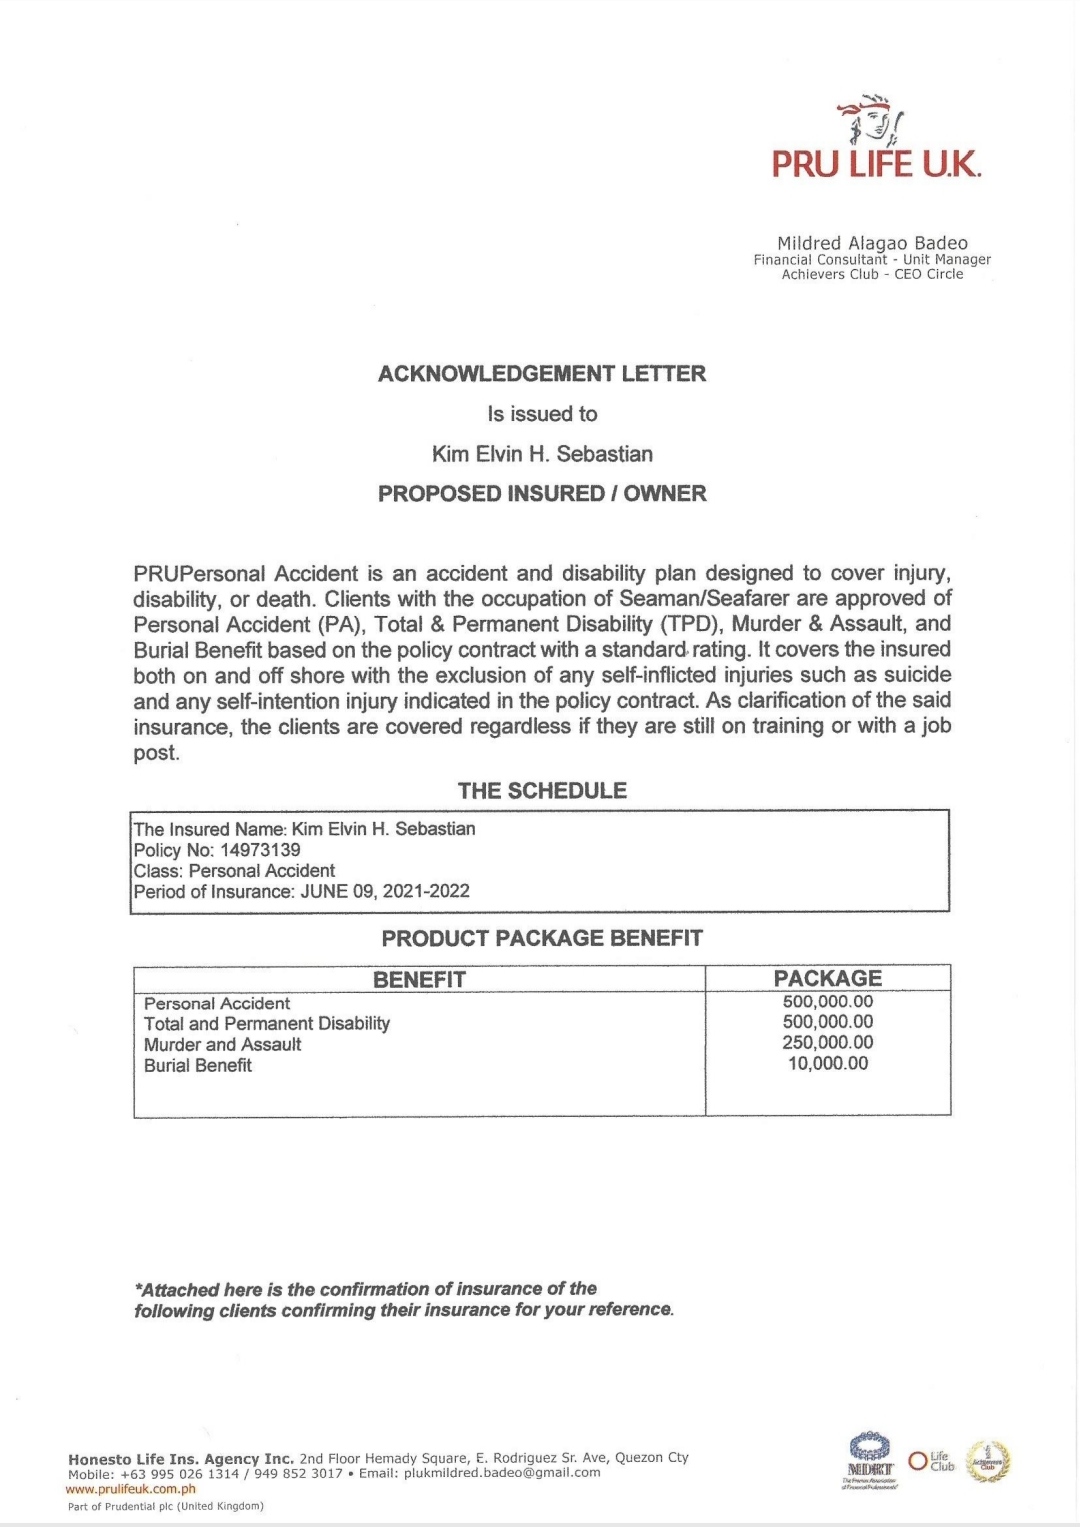 PRU LIFE U.K.
Mildred Alagao Badeo
Financial Consultant - Unit Manager
Achievers Club - CEO Circle
ACKNOWLEDGEMENT LETTER
Is issued to
Kim Elvin H. Sebastian
PROPOSED INSURED / OWNER
PRUPersonal Accident is an accident and disability plan designed to cover injury,
disability, or death. Clients with the occupation of Seaman/Seafarer are approved of
Personal Accident (PA), Total & Permanent Disability (TPD), Murder & Assault, and
Burial Benefit based on the policy contract with a standard rating. It covers the insured
both on and off shore with the exclusion of any self-inflicted injuries such as suicide
and any self-intention injury indicated in the policy contract. As clarification of the said
insurance, the clients are covered regardless if they are still on training or with a job
post.
THE SCHEDULE
The Insured Name: Kim Elvin H. Sebastian
Policy No: 14973139
Class: Personal Accident
Period of Insurance: JUNE 09, 2021-2022
PRODUCT PACKAGE BENEFIT
BENEFIT PACKAGE
Personal Accident 500,000.00
Total and Permanent Disability 500,000.00
Murder and Assault 250,000.00
Burial Benefit 10,000.00
*Attached here is the confirmation of insurance of the
following clients confirming their insurance for your reference.
Honesto Life Ins. Agency Inc. 2nd Floor Hemady Square, E. Rodriguez Sr. Ave, Quezon Cty
Mobile: +63 995 026 1314 / 949 852 3017 • Email: plukmildred.badeo@gmail.com
www.prulifeuk.com.ph
Part of Prudential plc (United Kingdom)
MDRT
The Premier Association
of Financial Professionals
Life
Club
1
Achievers
Club